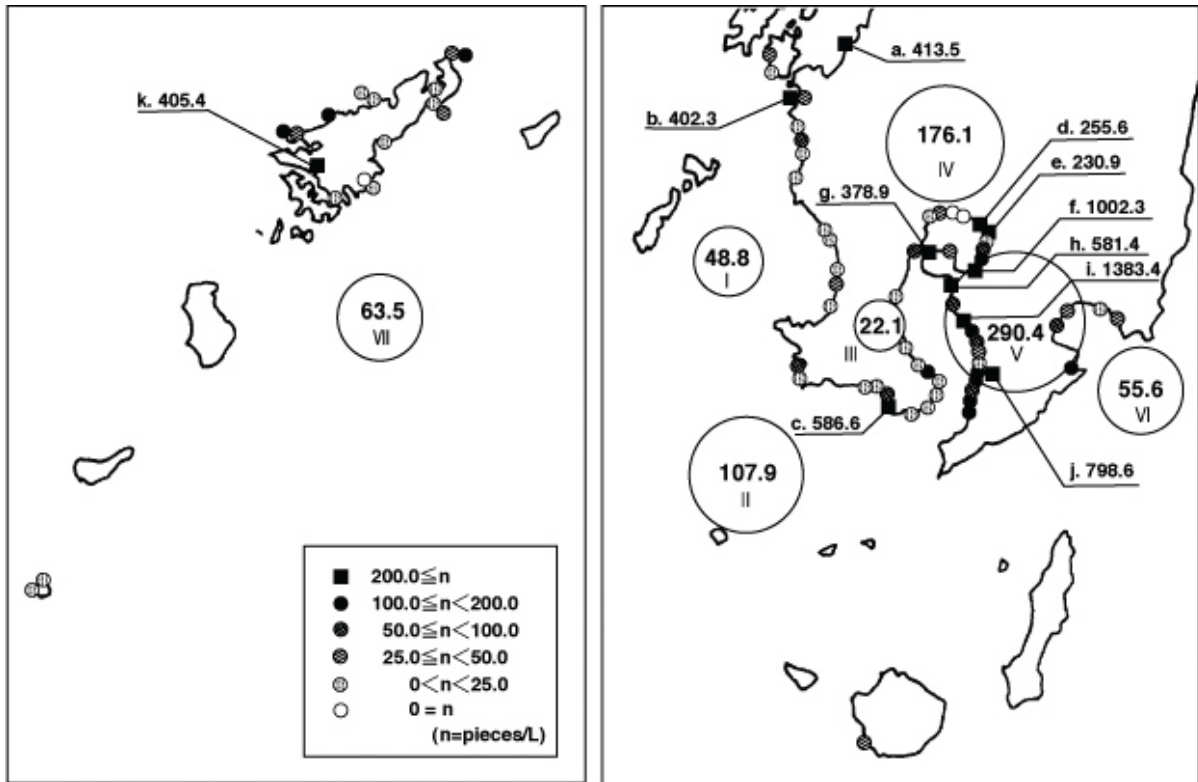 k. 405.4
63.5
VII
200.0≦n
100.0≦n<200.0
50.0≦n<100.0
25.0≦n<50.0
0<n<25.0
0 = n
(n=pieces/L)
a. 413.5
b. 402.3
176.1
IV
d. 255.6
e. 230.9
g. 378.9
f. 1002.3
h. 581.4
i. 1383.4
48.8
I
22.1
III
290.4
V
55.6
VI
c. 586.6
107.9
II
j. 798.6